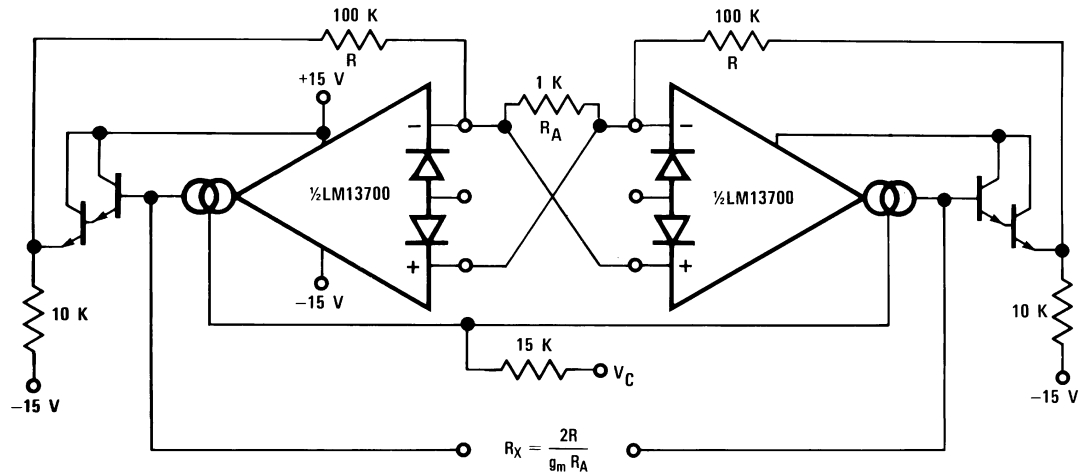 100 K
R
100 K
R
+15 V
1 K
R_A
−
−
½LM13700
½LM13700
+
+
−15 V
10 K
10 K
15 K
V_C
−15 V
−15 V
R_X = 2R / g_m R_A